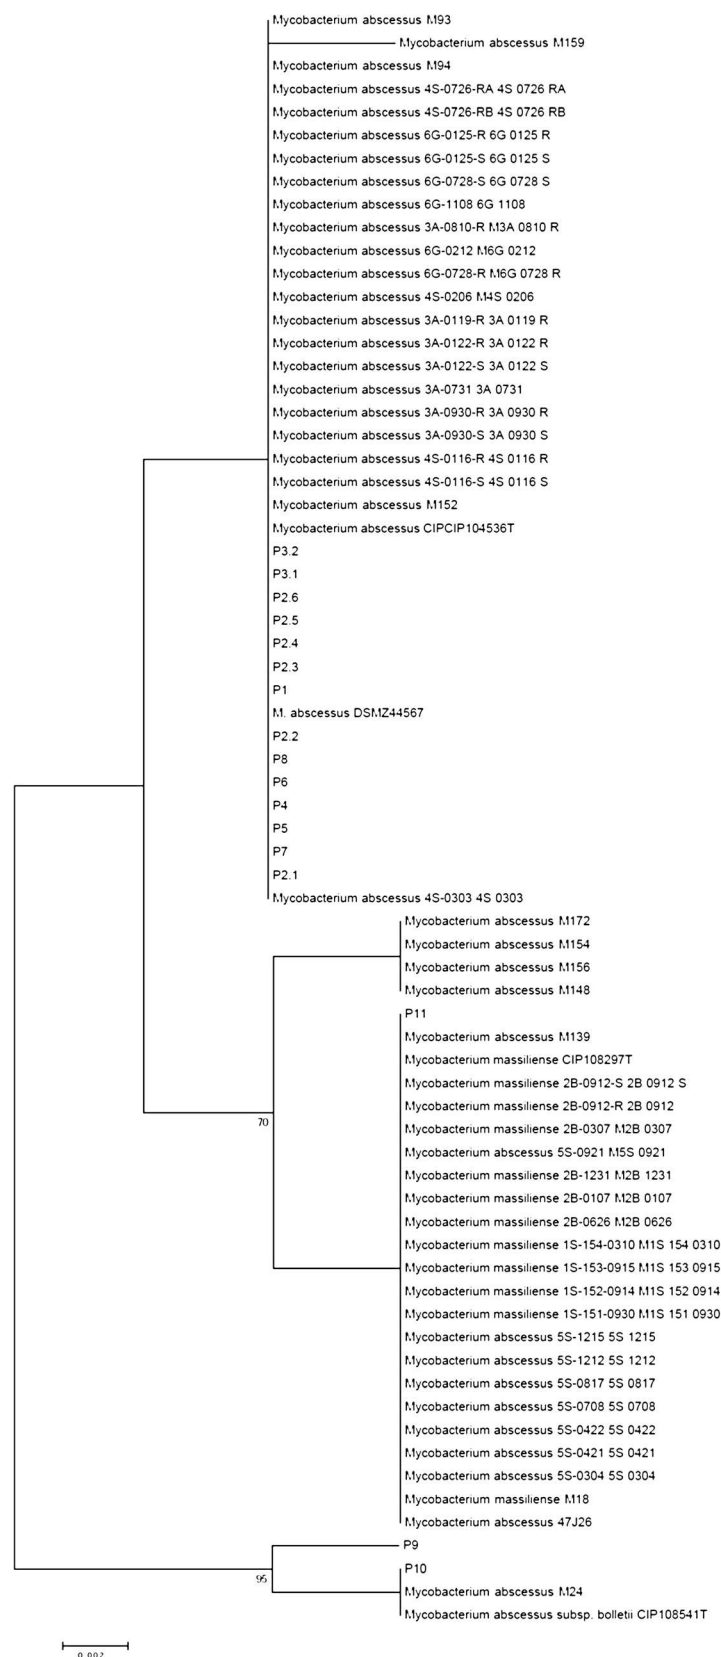 Mycobacterium abscessus M93
Mycobacterium abscessus M159
Mycobacterium abscessus M94
Mycobacterium abscessus 4S-0726-RA 4S 0726 RA
Mycobacterium abscessus 4S-0726-RB 4S 0726 RB
Mycobacterium abscessus 6G-0125-R 6G 0125 R
Mycobacterium abscessus 6G-0125-S 6G 0125 S
Mycobacterium abscessus 6G-0728-S 6G 0728 S
Mycobacterium abscessus 6G-1108 6G 1108
Mycobacterium abscessus 3A-0810-R M3A 0810 R
Mycobacterium abscessus 6G-0212 M6G 0212
Mycobacterium abscessus 6G-0728-R M6G 0728 R
Mycobacterium abscessus 4S-0206 M4S 0206
Mycobacterium abscessus 3A-0119-R 3A 0119 R
Mycobacterium abscessus 3A-0122-R 3A 0122 R
Mycobacterium abscessus 3A-0122-S 3A 0122 S
Mycobacterium abscessus 3A-0731 3A 0731
Mycobacterium abscessus 3A-0930-R 3A 0930 R
Mycobacterium abscessus 3A-0930-S 3A 0930 S
Mycobacterium abscessus 4S-0116-R 4S 0116 R
Mycobacterium abscessus 4S-0116-S 4S 0116 S
Mycobacterium abscessus M152
Mycobacterium abscessus CIPCIP104536T
P3.2
P3.1
P2.6
P2.5
P2.4
P2.3
P1
M. abscessus DSMZ44567
P2.2
P8
P6
P4
P5
P7
P2.1
Mycobacterium abscessus 4S-0303 4S 0303
Mycobacterium abscessus M172
Mycobacterium abscessus M154
Mycobacterium abscessus M156
Mycobacterium abscessus M148
P11
Mycobacterium abscessus M139
Mycobacterium massiliense CIP108297T
Mycobacterium massiliense 2B-0912-S 2B 0912 S
Mycobacterium massiliense 2B-0912-R 2B 0912
70
Mycobacterium massiliense 2B-0307 M2B 0307
Mycobacterium abscessus 5S-0921 M5S 0921
Mycobacterium massiliense 2B-1231 M2B 1231
Mycobacterium massiliense 2B-0107 M2B 0107
Mycobacterium massiliense 2B-0626 M2B 0626
Mycobacterium massiliense 1S-154-0310 M1S 154 0310
Mycobacterium massiliense 1S-153-0915 M1S 153 0915
Mycobacterium massiliense 1S-152-0914 M1S 152 0914
Mycobacterium massiliense 1S-151-0930 M1S 151 0930
Mycobacterium abscessus 5S-1215 5S 1215
Mycobacterium abscessus 5S-1212 5S 1212
Mycobacterium abscessus 5S-0817 5S 0817
Mycobacterium abscessus 5S-0708 5S 0708
Mycobacterium abscessus 5S-0422 5S 0422
Mycobacterium abscessus 5S-0421 5S 0421
Mycobacterium abscessus 5S-0304 5S 0304
Mycobacterium massiliense M18
Mycobacterium abscessus 47J26
P9
P10
95
Mycobacterium abscessus M24
Mycobacterium abscessus subsp. bolletii CIP108541T
0.002